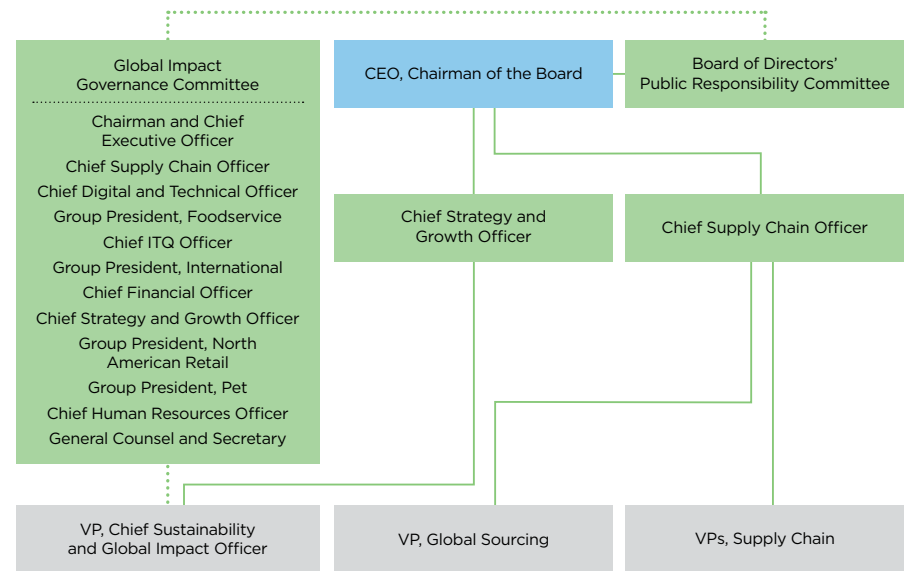 Global Impact
Governance Committee
Chairman and Chief
Executive Officer
Chief Supply Chain Officer
Chief Digital and Technical Officer
Group President, Foodservice
Chief ITQ Officer
Group President, International
Chief Financial Officer
Chief Strategy and Growth Officer
Group President, North
American Retail
Group President, Pet
Chief Human Resources Officer
General Counsel and Secretary
CEO, Chairman of the Board
Board of Directors’
Public Responsibility Committee
Chief Strategy and
Growth Officer
Chief Supply Chain Officer
VP, Chief Sustainability
and Global Impact Officer
VP, Global Sourcing
VPs, Supply Chain